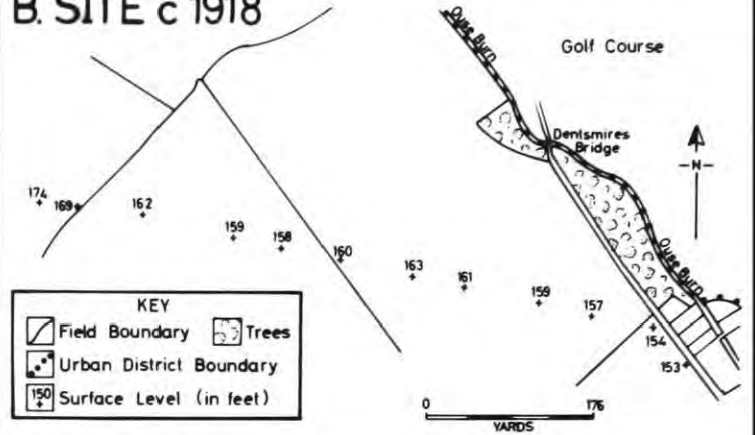 B. SITE c 1918
Ouse Burn
Golf Course
Dentsmires
Bridge
N
174
169
162
159
158
160
163
161
159
157
154
153
Ouse Burn
KEY
Field Boundary
Trees
Urban District Boundary
150
Surface Level (in feet)
0
176
YARDS